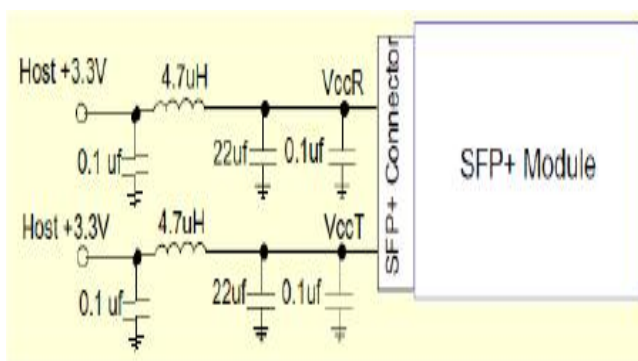 Host +3.3V
4.7uH
VccR
0.1 uf
22uf
0.1uf
Host +3.3V
4.7uH
VccT
0.1 uf
22uf
0.1uf
SFP+ Connector
SFP+ Module